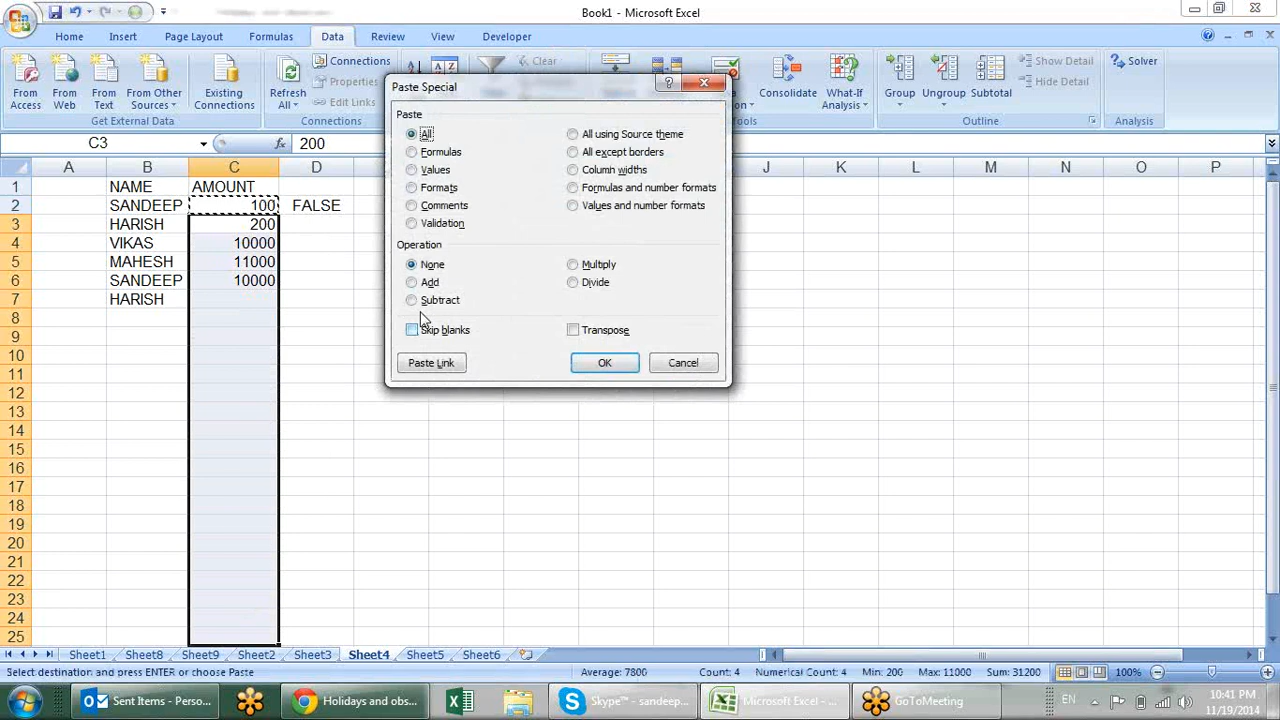 Book1 - Microsoft Excel
Home Insert Page Layout Formulas Data Review View Developer
From Access
From Web
From Text
From Other Sources
Existing Connections
Refresh All
Connections
Properties
Edit Links
Clear
Consolidate
What-If Analysis
Group
Ungroup
Subtotal
Show Detail
Hide Detail
Solver
Get External Data
Connections
Outline
Analysis
C3
fx
200
A B C D J K L M N O P
1 NAME AMOUNT
2 SANDEEP 100 FALSE
3 HARISH 200
4 VIKAS 10000
5 MAHESH 11000
6 SANDEEP 10000
7 HARISH
8
9
10
11
12
13
14
15
16
17
18
19
20
21
22
23
24
25
Paste Special
Paste
All
All using Source theme
Formulas
All except borders
Values
Column widths
Formats
Formulas and number formats
Comments
Values and number formats
Validation
Operation
None
Multiply
Add
Divide
Subtract
Skip blanks
Transpose
Paste Link
OK
Cancel
Sheet1 Sheet8 Sheet9 Sheet2 Sheet3 Sheet4 Sheet5 Sheet6
Select destination and press ENTER or choose Paste
Average: 7800 Count: 4 Numerical Count: 4 Min: 200 Max: 11000 Sum: 31200
100%
Sent Items - Perso...
Holidays and obs...
Skype™ - sandeep...
Microsoft Excel - ...
GoToMeeting
EN
10:41 PM
11/19/2014